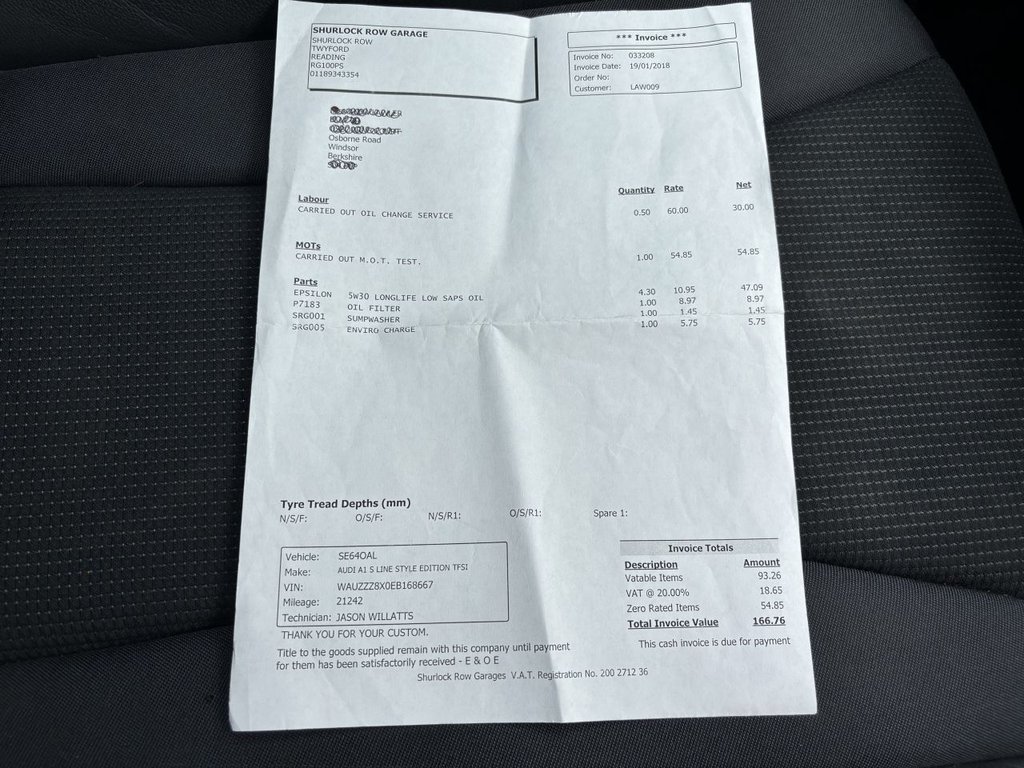 SHURLOCK ROW GARAGE
SHURLOCK ROW
TWYFORD
READING
RG100PS
01189343354
*** Invoice ***
Invoice No: 033208
Invoice Date: 19/01/2018
Order No:
Customer: LAW009
Osborne Road
Windsor
Berkshire
Quantity Rate Net
Labour
CARRIED OUT OIL CHANGE SERVICE 0.50 60.00 30.00
MOTs
CARRIED OUT M.O.T. TEST. 1.00 54.85 54.85
Parts
EPSILON 5W30 LONGLIFE LOW SAPS OIL 4.30 10.95 47.09
P7183 OIL FILTER 1.00 8.97 8.97
SRG001 SUMPWASHER 1.00 1.45 1.45
SRG005 ENVIRO CHARGE 1.00 5.75 5.75
Tyre Tread Depths (mm)
N/S/F: O/S/F: N/S/R1: O/S/R1: Spare 1:
Vehicle: SE64OAL
Make: AUDI A1 S LINE STYLE EDITION TFSI
VIN: WAUZZZ8X0EB168667
Mileage: 21242
Technician: JASON WILLATTS
Invoice Totals
Description Amount
Vatable Items 93.26
VAT @ 20.00% 18.65
Zero Rated Items 54.85
Total Invoice Value 166.76
THANK YOU FOR YOUR CUSTOM.
This cash invoice is due for payment
Title to the goods supplied remain with this company until payment
for them has been satisfactorily received - E & O E
Shurlock Row Garages V.A.T. Registration No. 200 2712 36